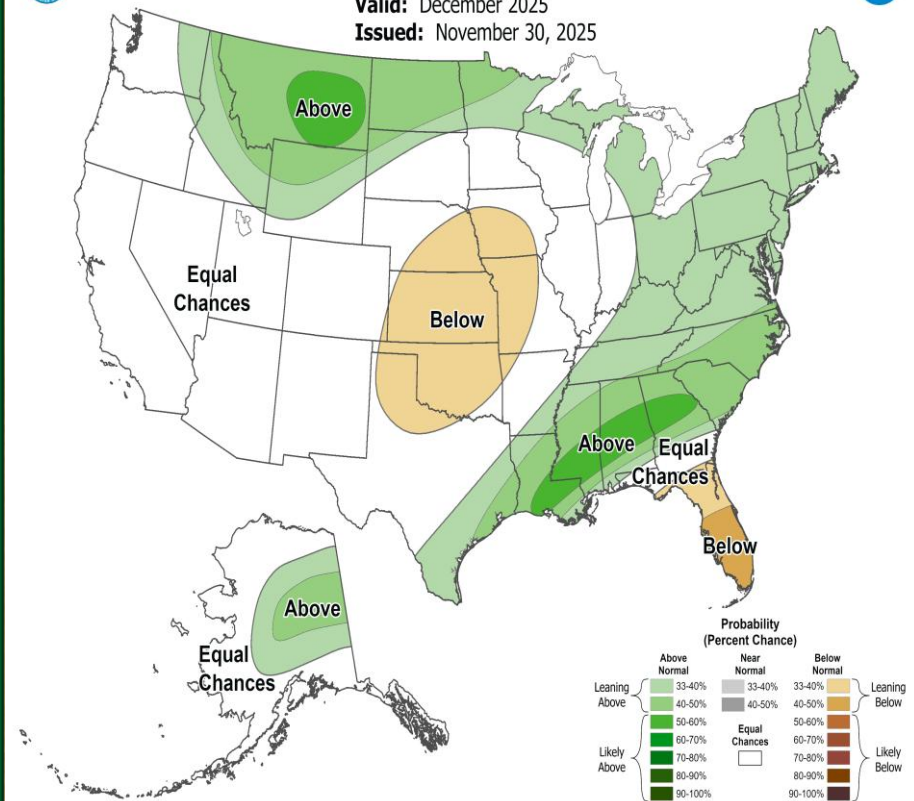 Valid: December 2025
Issued: November 30, 2025
Above
Equal
Chances
Below
Above
Equal
Chances
Below
Above
Equal
Chances
Probability
(Percent Chance)
Above
Normal
Near
Normal
Below
Normal
Leaning
Above
33-40%
40-50%
50-60%
60-70%
70-80%
80-90%
90-100%
Likely
Above
33-40%
40-50%
Equal
Chances
33-40%
40-50%
50-60%
60-70%
70-80%
80-90%
90-100%
Leaning
Below
Likely
Below